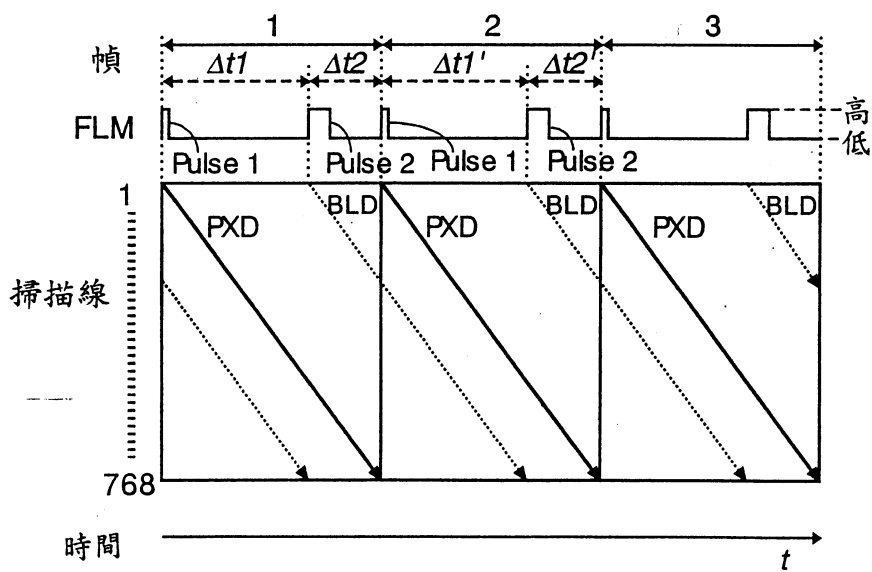 1 2 3
幀
Δt1 Δt2 Δt1' Δt2'
FLM
高
低
Pulse 1 Pulse 2 Pulse 1 Pulse 2
1
PXD BLD PXD BLD PXD BLD
掃描線
768
時間
t